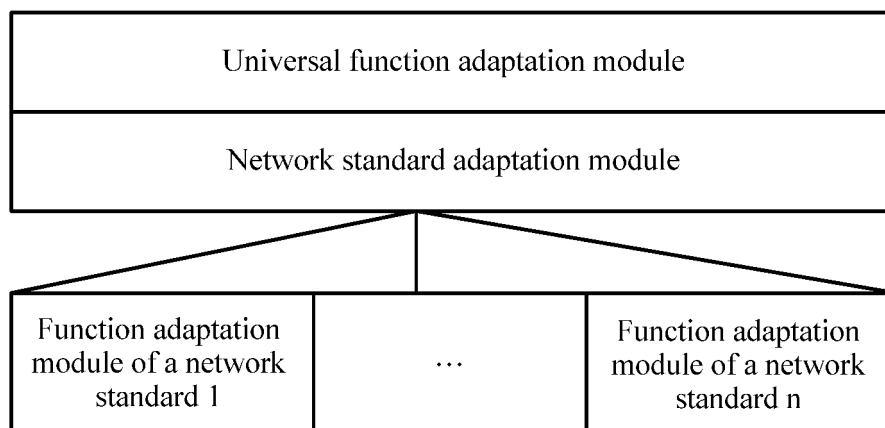 Universal function adaptation module
Network standard adaptation module
Function adaptation
module of a network
standard 1
…
Function adaptation
module of a network
standard n